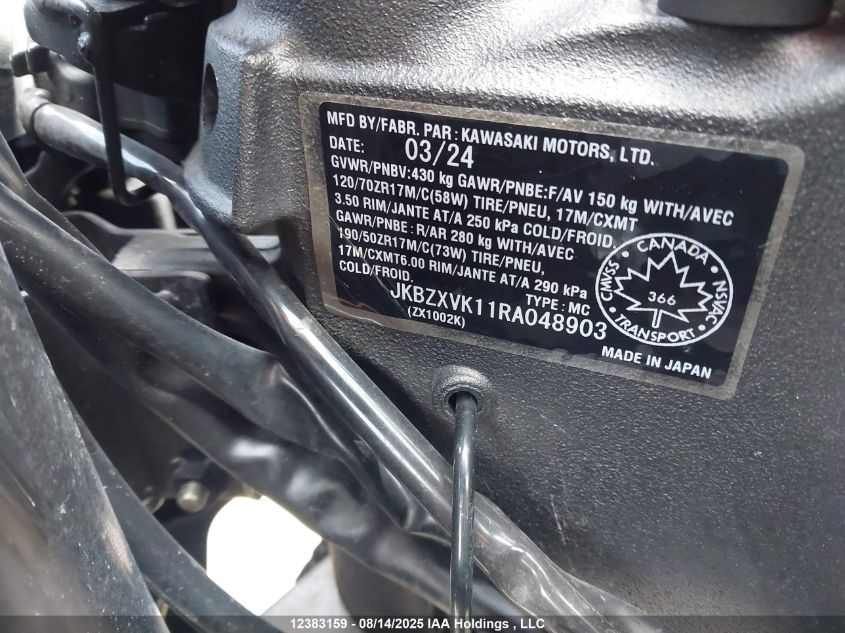 MFD BY/FABR. PAR : KAWASAKI MOTORS, LTD.
DATE: 03/24
GVWR/PNBV:430 kg GAWR/PNBE:F/AV 150 kg WITH/AVEC
120/70ZR17M/C(58W) TIRE/PNEU, 17M/CXMT
3.50 RIM/JANTE AT/A 250 kPa COLD/FROID.
GAWR/PNBE : R/AR 280 kg WITH/AVEC
190/50ZR17M/C(73W) TIRE/PNEU,
17M/CXMT6.00 RIM/JANTE AT/A 290 kPa
COLD/FROID. TYPE : MC
JKBZXVK11RA048903
(ZX1002K)
CANADA
CMVSS 366 NSVAC
TRANSPORT
MADE IN JAPAN
12383159 - 08/14/2025 IAA Holdings , LLC